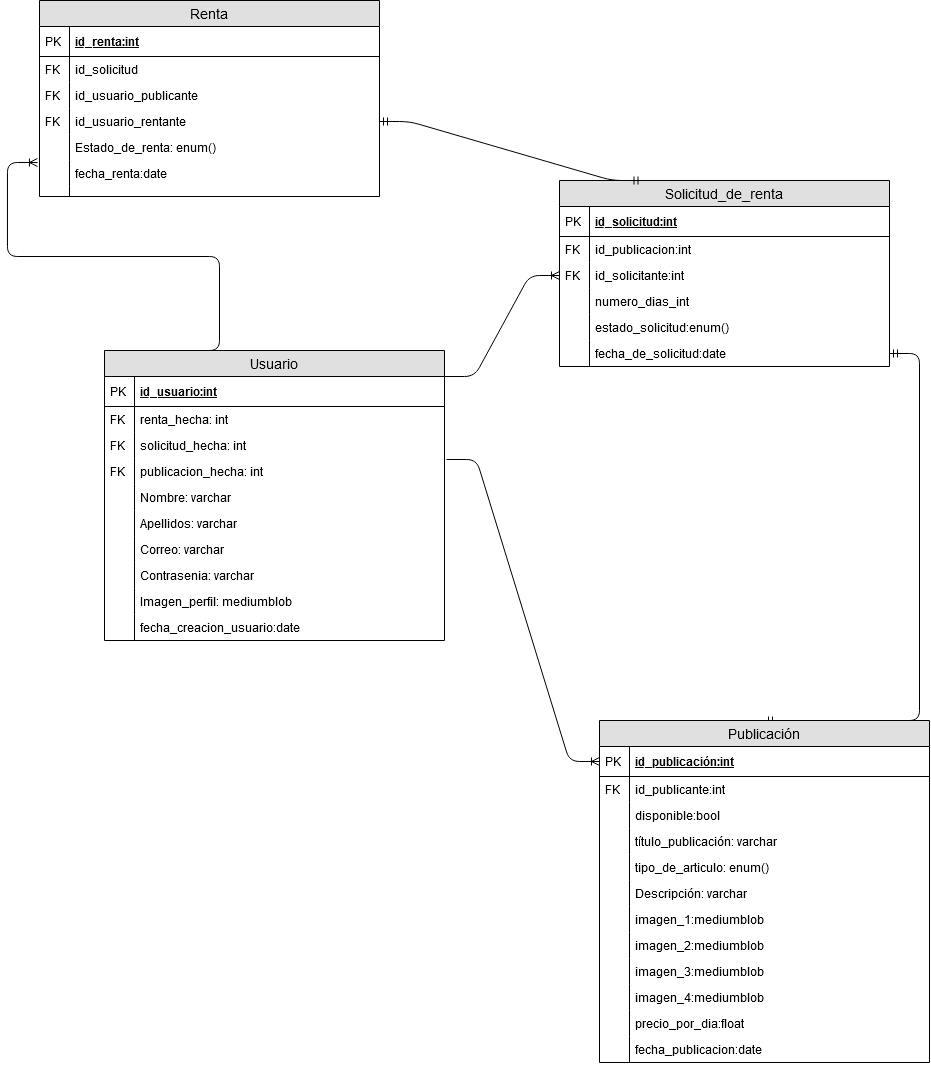 Renta
PK id_renta:int
FK id_solicitud
FK id_usuario_publicante
FK id_usuario_rentante
Estado_de_renta: enum()
fecha_renta:date
Solicitud_de_renta
PK id_solicitud:int
FK id_publicacion:int
FK id_solicitante:int
numero_dias_int
estado_solicitud:enum()
fecha_de_solicitud:date
Usuario
PK id_usuario:int
FK renta_hecha: int
FK solicitud_hecha: int
FK publicacion_hecha: int
Nombre: varchar
Apellidos: varchar
Correo: varchar
Contrasenia: varchar
Imagen_perfil: mediumblob
fecha_creacion_usuario:date
Publicación
PK id_publicación:int
FK id_publicante:int
disponible:bool
título_publicación: varchar
tipo_de_articulo: enum()
Descripción: varchar
imagen_1:mediumblob
imagen_2:mediumblob
imagen_3:mediumblob
imagen_4:mediumblob
precio_por_dia:float
fecha_publicacion:date